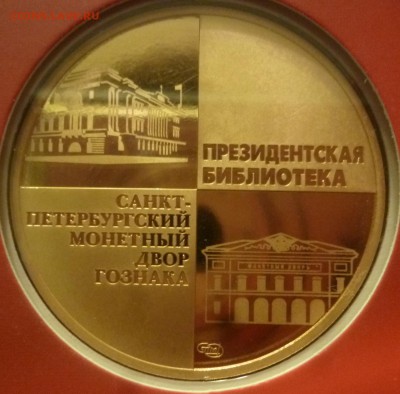 ПРЕЗИДЕНТСКАЯ
БИБЛИОТЕКА
САНКТ-
ПЕТЕРБУРГСКИЙ
МОНЕТНЫЙ
ДВОР
ГОЗНАКА